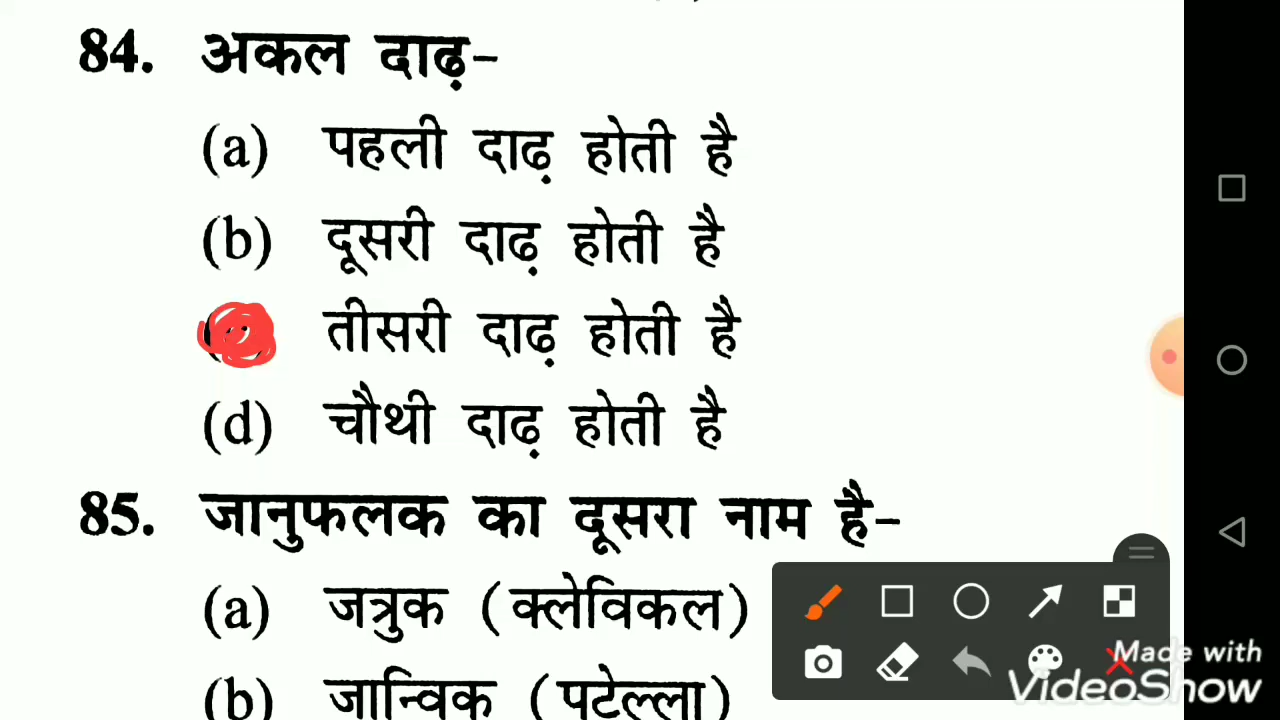 84. अकल दाढ़-
(a) पहली दाढ़ होती है
(b) दूसरी दाढ़ होती है
तीसरी दाढ़ होती है
(d) चौथी दाढ़ होती है
85. जानुफलक का दूसरा नाम है-
(a) जत्रुक (क्लेविकल)
(b) जान्विक (पटेल्ला)
Made with
VideoShow